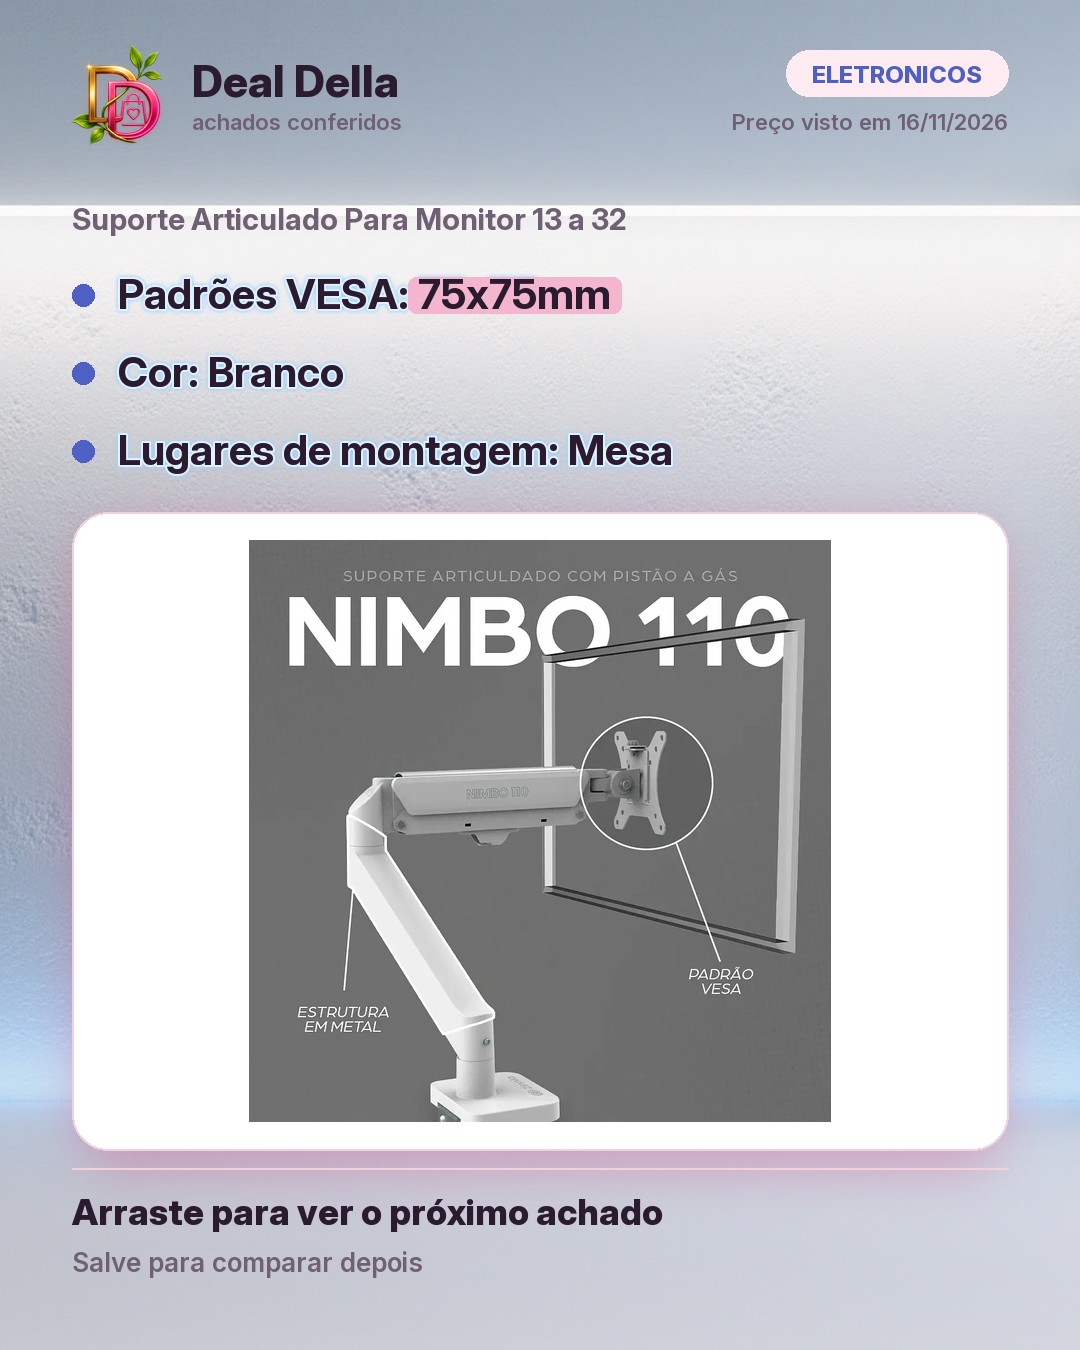 Deal Della
achados conferidos
ELETRONICOS
Preço visto em 16/11/2026
Suporte Articulado Para Monitor 13 a 32
Padrões VESA: 75x75mm
Cor: Branco
Lugares de montagem: Mesa
SUPORTE ARTICULDADO COM PISTÃO A GÁS
NIMBO 110
NIMBO 110
PADRÃO
VESA
ESTRUTURA
EM METAL
Arraste para ver o próximo achado
Salve para comparar depois